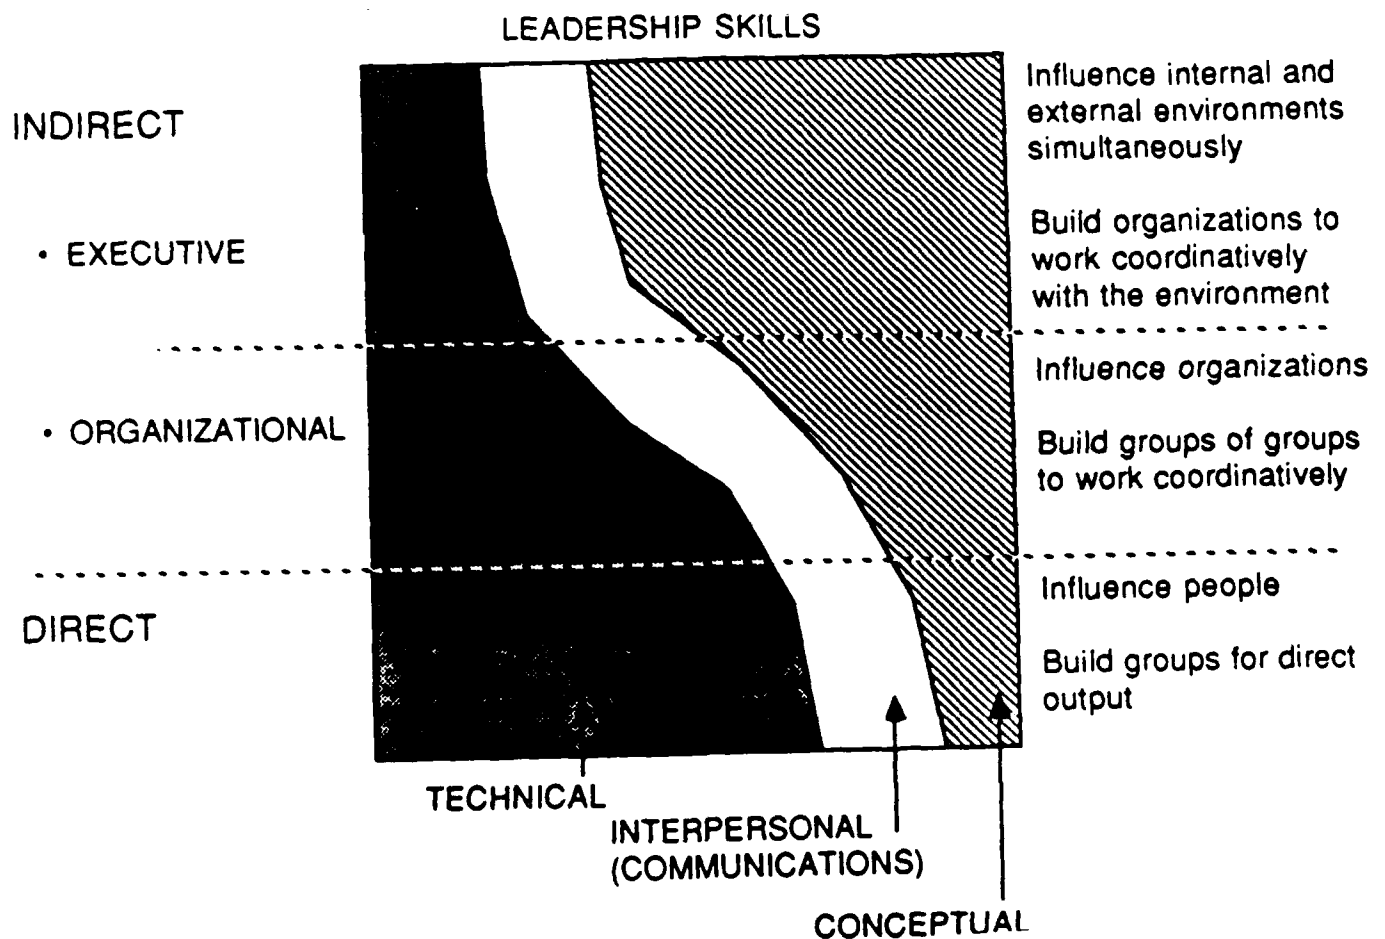 LEADERSHIP SKILLS
INDIRECT
• EXECUTIVE
• ORGANIZATIONAL
DIRECT
Influence internal and
external environments
simultaneously
Build organizations to
work coordinatively
with the environment
Influence organizations
Build groups of groups
to work coordinatively
Influence people
Build groups for direct
output
TECHNICAL
INTERPERSONAL
(COMMUNICATIONS)
CONCEPTUAL